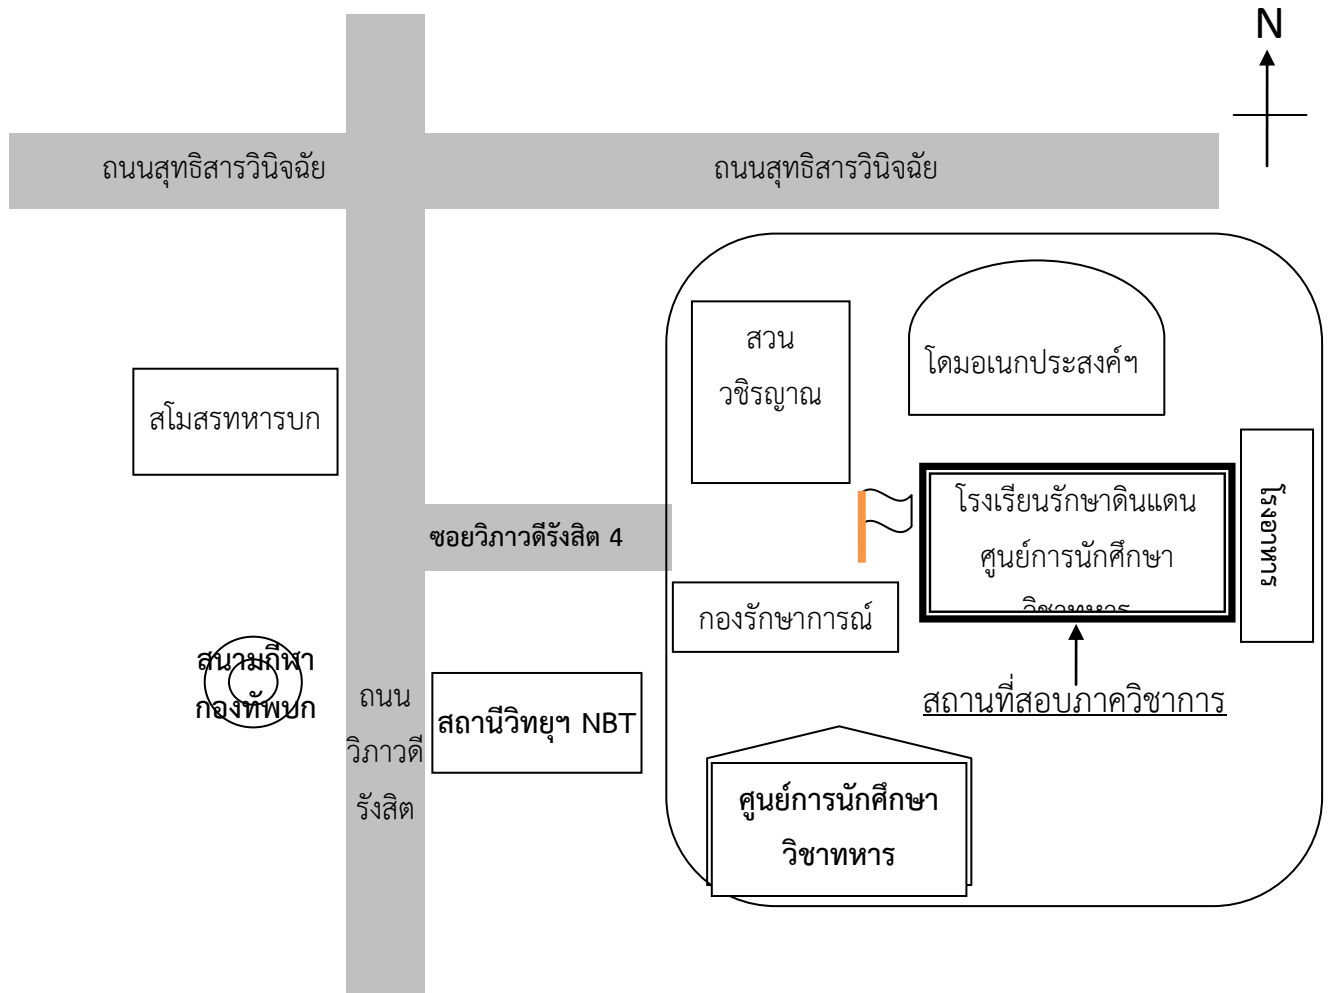 N
ถนนสุทธิสารวินิจฉัย
ถนนสุทธิสารวินิจฉัย
สวน
วชิรญาณ
โดมอเนกประสงค์ฯ
สโมสรทหารบก
โรงเรียนรักษาดินแดน
ศูนย์การนักศึกษา
วิชาทหาร
โรงอาหาร
ซอยวิภาวดีรังสิต 4
กองรักษาการณ์
สนามกีฬา
กองทัพบก
ถนน
วิภาวดี
รังสิต
สถานีวิทยุฯ NBT
สถานที่สอบภาควิชาการ
ศูนย์การนักศึกษา
วิชาทหาร